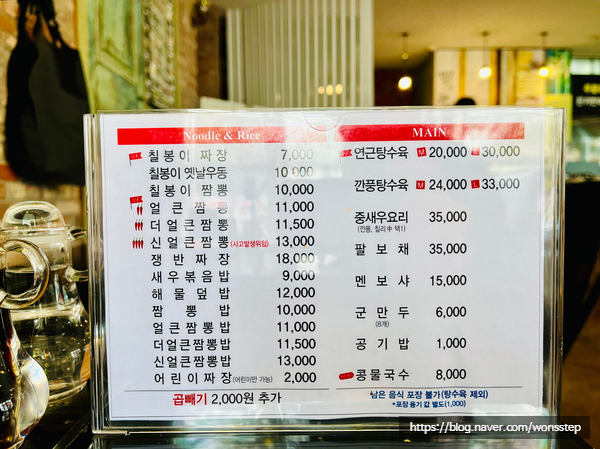 Noodle & Rice
칠봉이 짜장 7,000
칠봉이 옛날우동 10,000
칠봉이 짬뽕 10,000
얼큰짬뽕 11,000
더얼큰짬뽕 11,500
신얼큰짬뽕 (사고발생위임) 13,000
쟁반짜장 18,000
새우볶음밥 9,000
해물덮밥 12,000
짬뽕밥 10,000
얼큰짬뽕밥 11,000
더얼큰짬뽕밥 11,500
신얼큰짬뽕밥 13,000
어린이짜장 (어린이만 가능) 2,000
곱빼기 2,000원 추가
MAIN
연근탕수육 M 20,000 L 30,000
깐풍탕수육 M 24,000 L 33,000
중새우요리 35,000
(깐풍, 칠리 中 택1)
팔보채 35,000
멘보샤 15,000
군만두 6,000
(8개)
공기밥 1,000
콩물국수 8,000
남은 음식 포장 불가(탕수육 제외)
*포장 용기 값 별도(1,000)
https://blog.naver.com/wonsstep